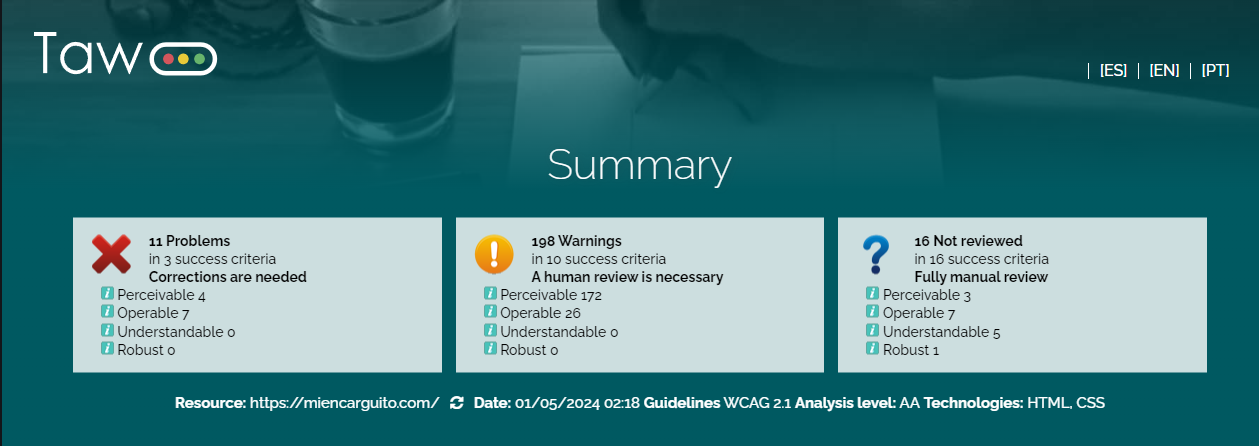 Taw
[ES] | [EN] | [PT]
Summary
11 Problems
in 3 success criteria
Corrections are needed
Perceivable 4
Operable 7
Understandable 0
Robust 0
198 Warnings
in 10 success criteria
A human review is necessary
Perceivable 172
Operable 26
Understandable 0
Robust 0
16 Not reviewed
in 16 success criteria
Fully manual review
Perceivable 3
Operable 7
Understandable 5
Robust 1
Resource: https://miencarguito.com/ Date: 01/05/2024 02:18 Guidelines WCAG 2.1 Analysis level: AA Technologies: HTML, CSS